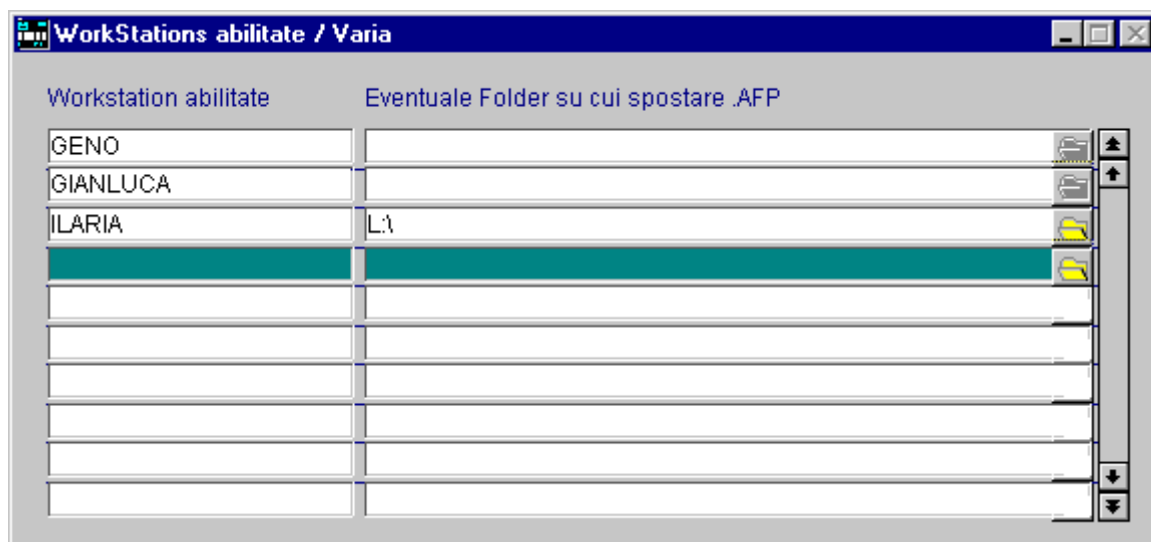 WorkStations abilitate / Varia
Workstation abilitate Eventuale Folder su cui spostare .AFP
GENO
GIANLUCA
ILARIA L:\